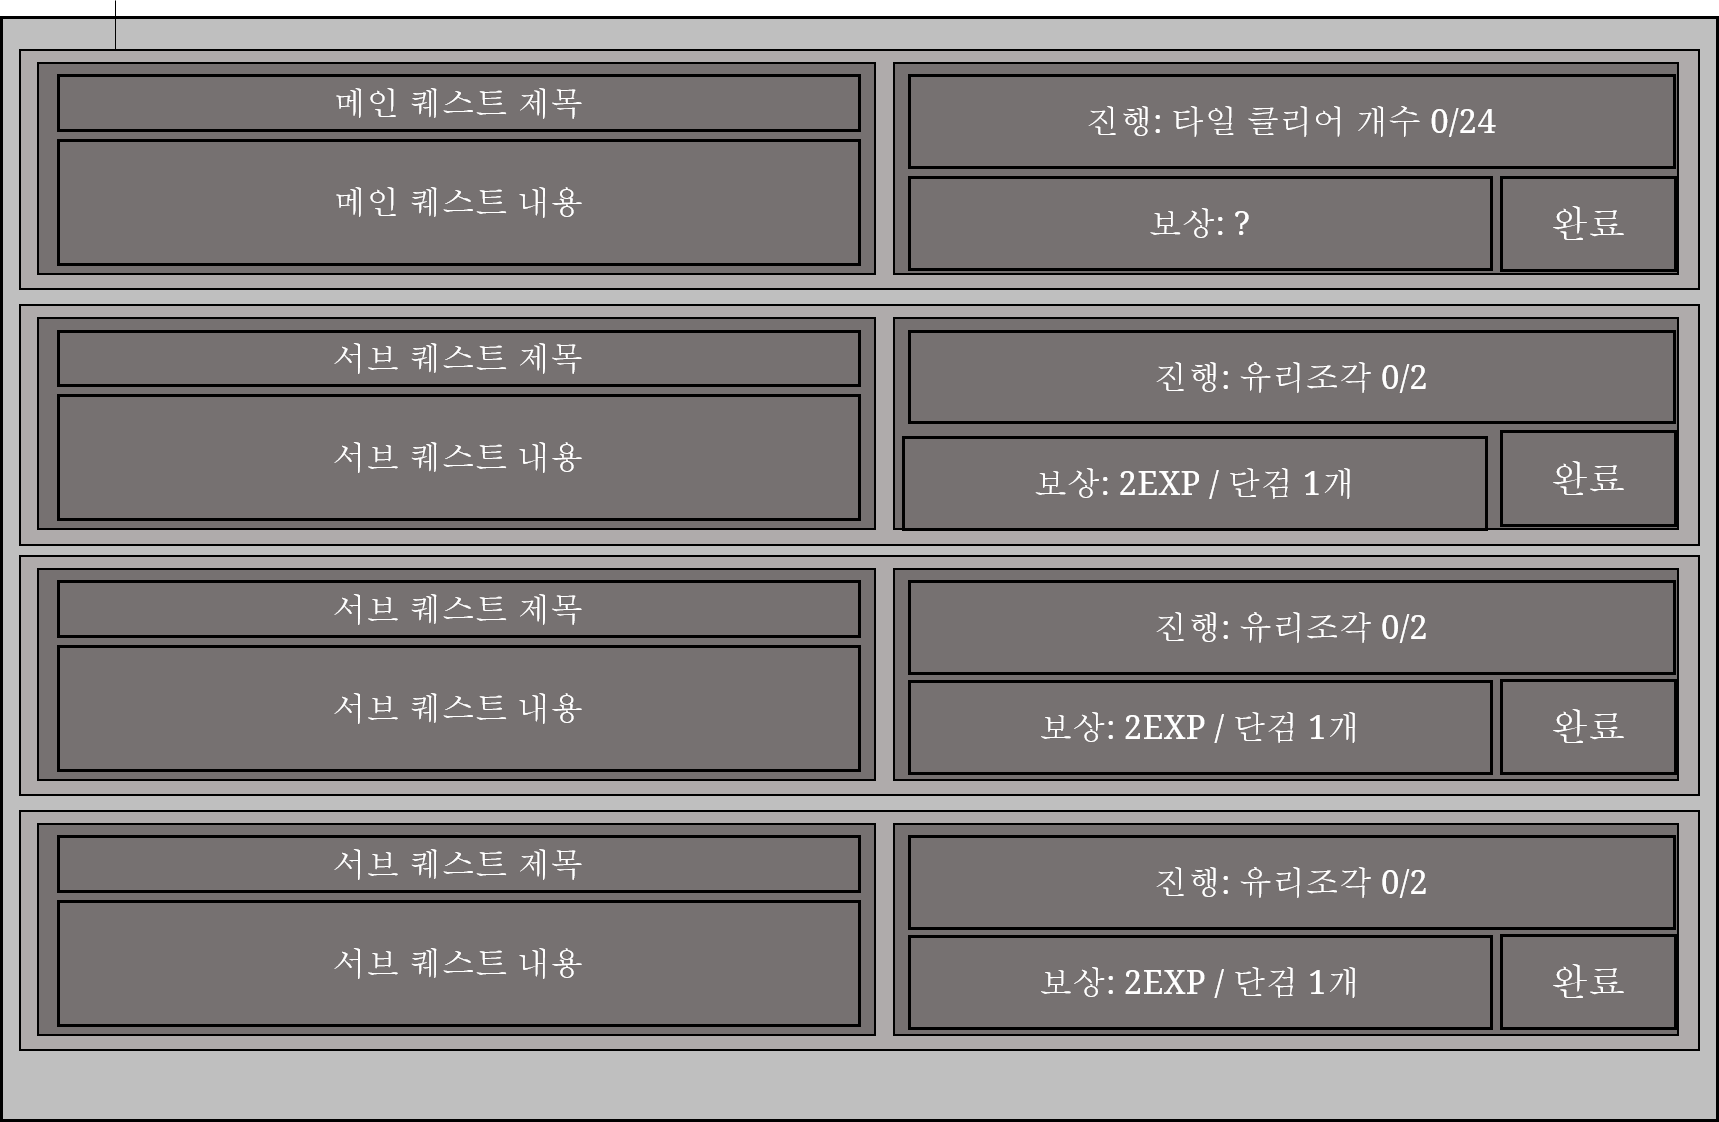 메인 퀘스트 제목
메인 퀘스트 내용
진행: 타일 클리어 개수 0/24
보상: ?
완료
서브 퀘스트 제목
서브 퀘스트 내용
진행: 유리조각 0/2
보상: 2EXP / 단검 1개
완료
서브 퀘스트 제목
서브 퀘스트 내용
진행: 유리조각 0/2
보상: 2EXP / 단검 1개
완료
서브 퀘스트 제목
서브 퀘스트 내용
진행: 유리조각 0/2
보상: 2EXP / 단검 1개
완료